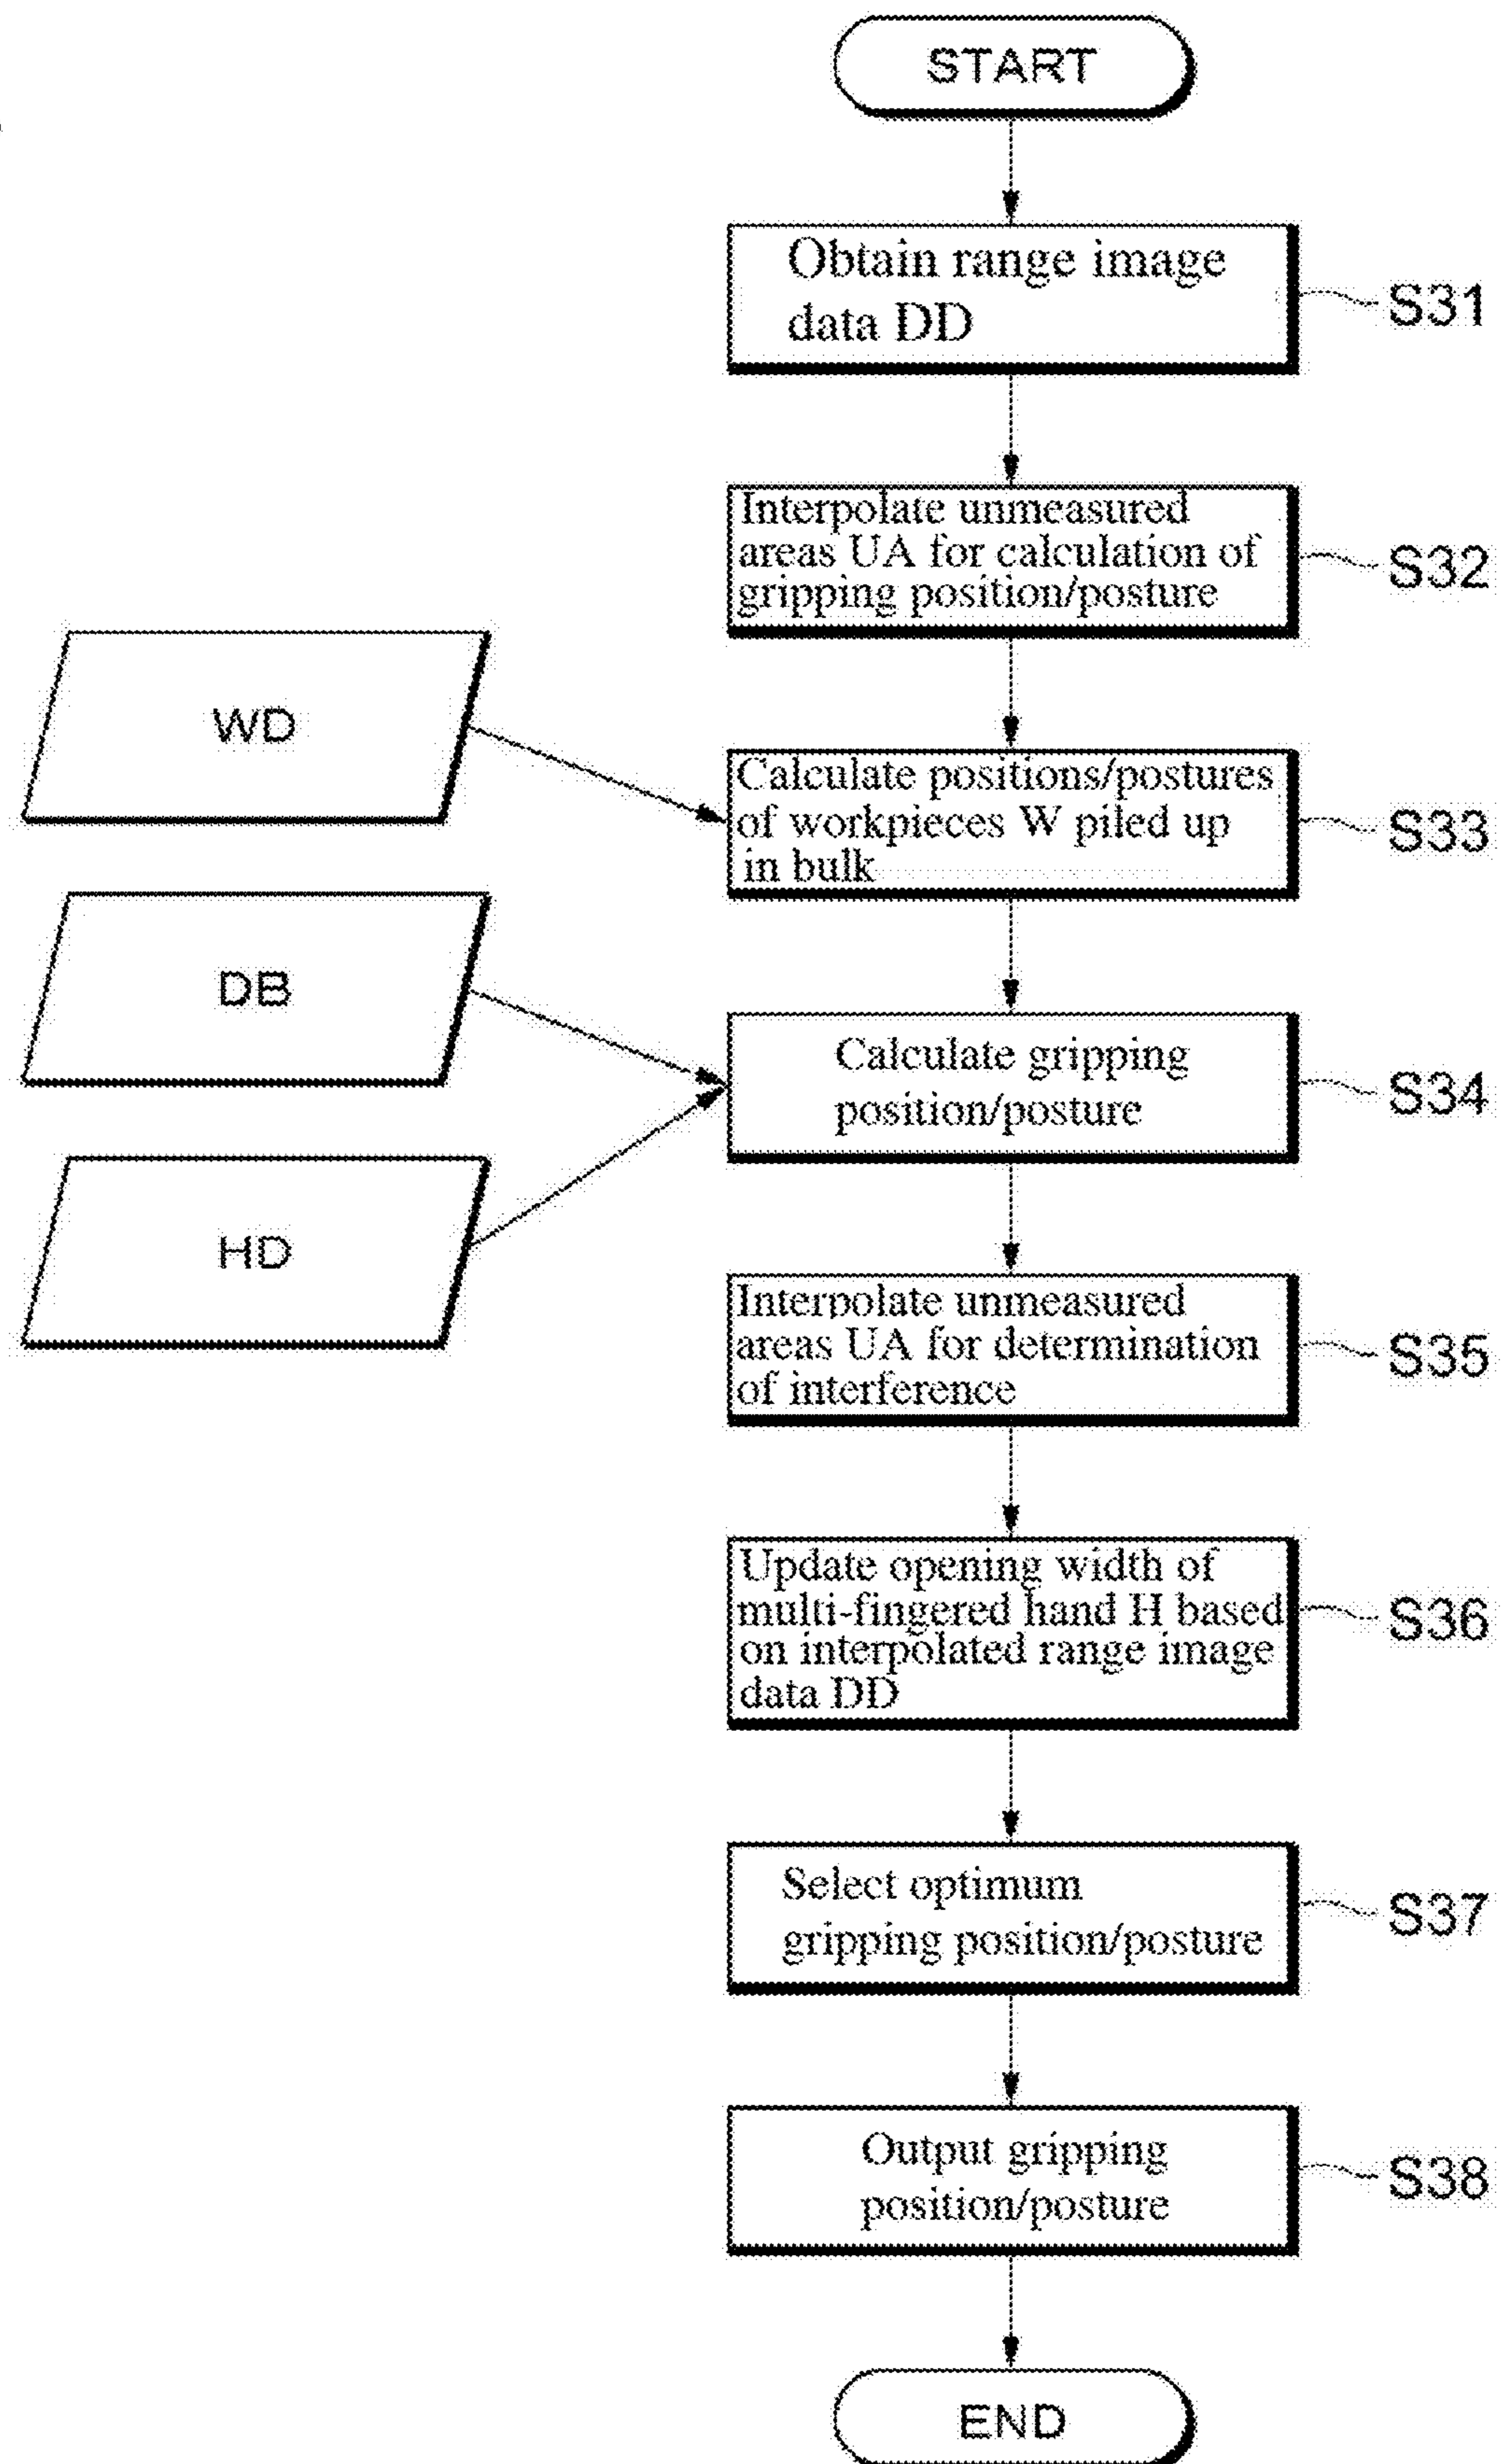 START
Obtain range image
data DD
S31
Interpolate unmeasured
areas UA for calculation of
gripping position/posture
S32
WD
Calculate positions/postures
of workpieces W piled up
in bulk
S33
DB
Calculate gripping
position/posture
S34
HD
Interpolate unmeasured
areas UA for determination
of interference
S35
Update opening width of
multi-fingered hand H based
on interpolated range image
data DD
S36
Select optimum
gripping position/posture
S37
Output gripping
position/posture
S38
END